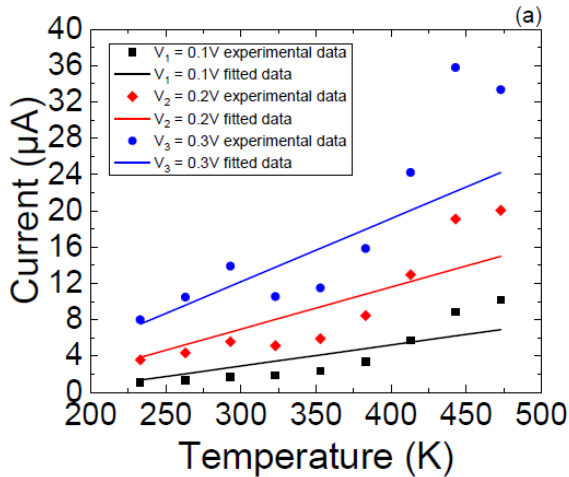 (a)
40
36
32
28
24
20
16
12
8
4
0
Current (µA)
V1 = 0.1V experimental data
V1 = 0.1V fitted data
V2 = 0.2V experimental data
V2 = 0.2V fitted data
V3 = 0.3V experimental data
V3 = 0.3V fitted data
200 250 300 350 400 450 500
Temperature (K)